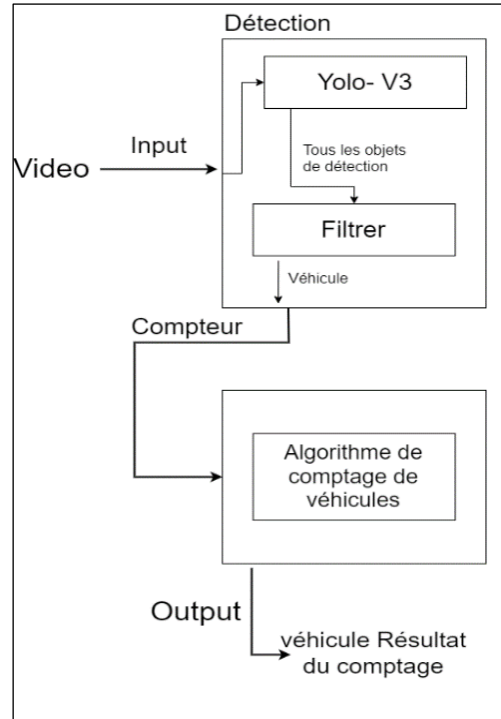 Détection
Yolo- V3
Input
Video
Tous les objets
de détection
Filtrer
Véhicule
Compteur
Algorithme de
comptage de
véhicules
Output
véhicule Résultat
du comptage